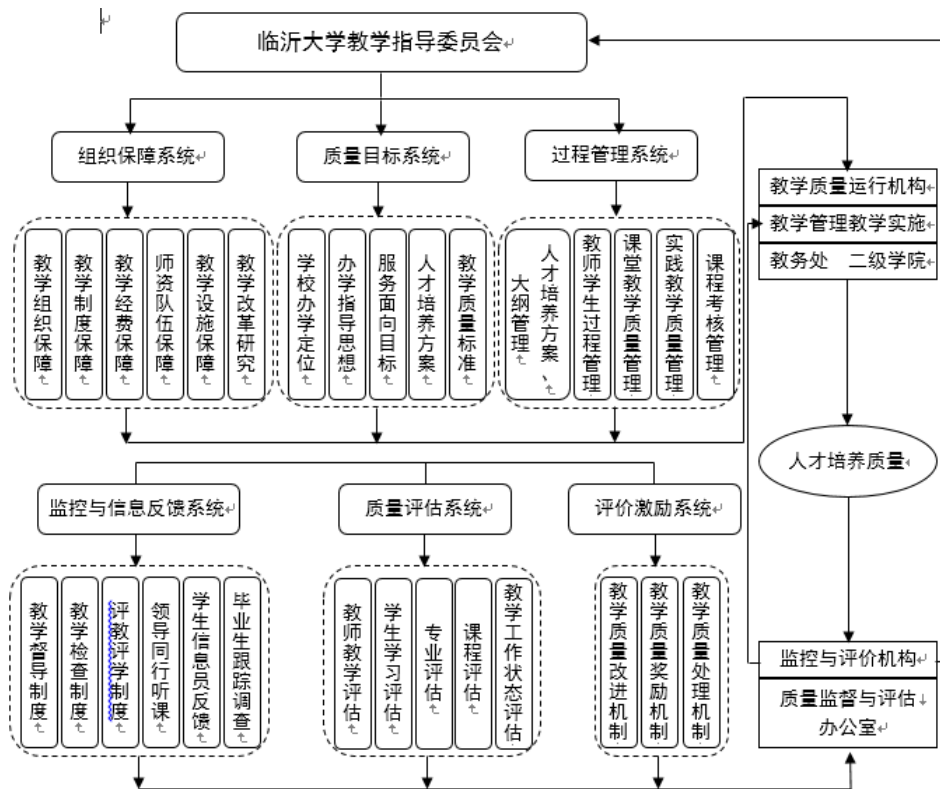 临沂大学教学指导委员会
组织保障系统
质量目标系统
过程管理系统
教学组织保障
教学制度保障
教学经费保障
师资队伍保障
教学设施保障
教学改革研究
学校办学定位
办学指导思想
服务面向目标
人才培养方案
教学质量标准
人才培养方案、
大纲管理
教师学生过程管理
课堂教学质量管理
实践教学质量管理
课程考核管理
教学质量运行机构
教学管理教学实施
教务处 二级学院
人才培养质量
监控与信息反馈系统
质量评估系统
评价激励系统
教学督导制度
教学检查制度
评教评学制度
领导同行听课
学生信息员反馈
毕业生跟踪调查
教师教学评估
学生学习评估
专业评估
课程评估
教学工作状态评估
教学质量改进机制
教学质量奖励机制
教学质量处理机制
监控与评价机构
质量监督与评估
办公室